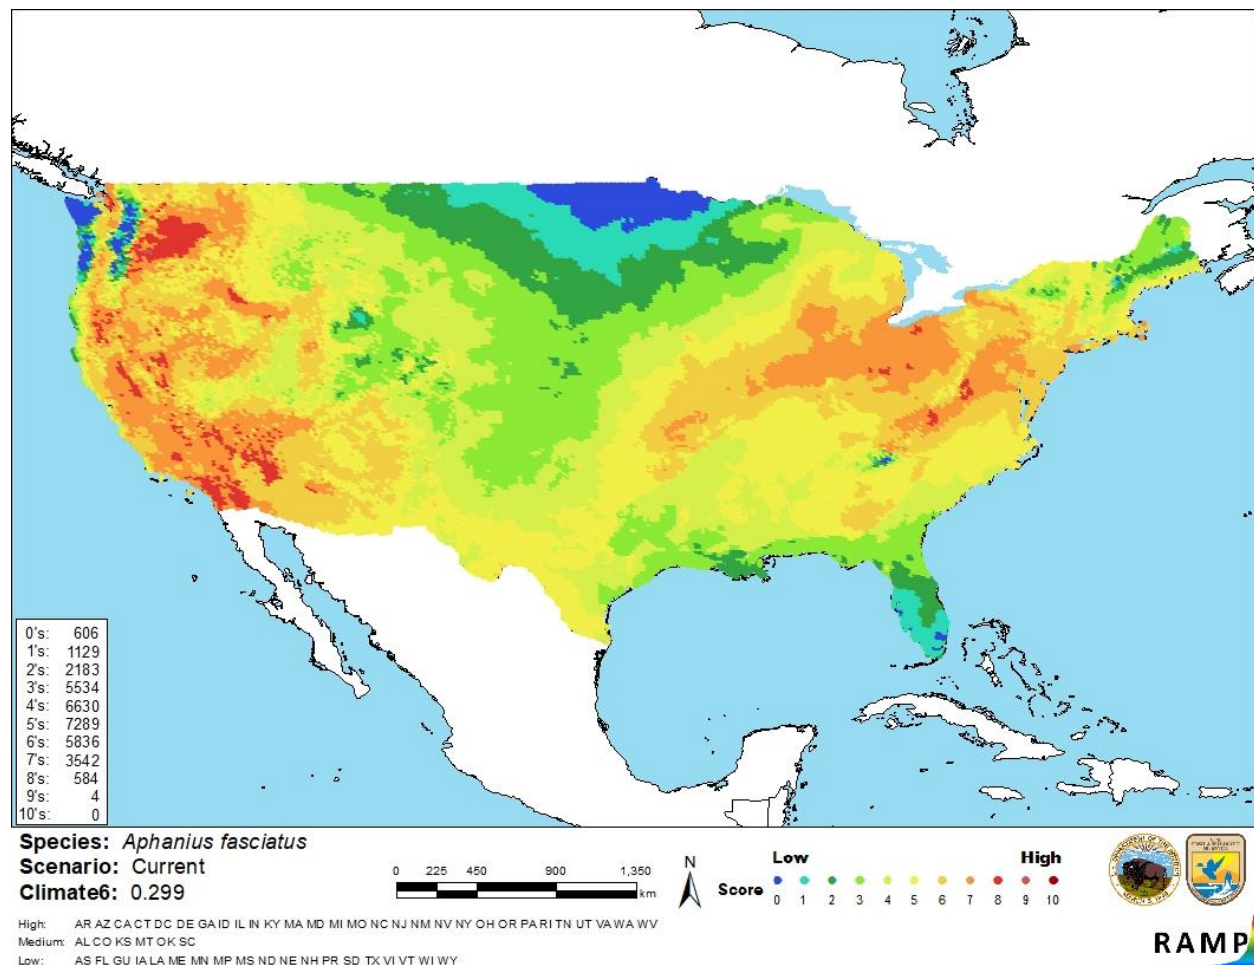 0's: 606
1's: 1129
2's: 2183
3's: 5534
4's: 6630
5's: 7289
6's: 5836
7's: 3542
8's: 584
9's: 4
10's: 0
Species: Aphanius fasciatus
Scenario: Current
Climate6: 0.299
0 225 450 900 1,350
km
N
Low High
Score 0 1 2 3 4 5 6 7 8 9 10
High: AR AZ CA CT DC DE GA ID IL IN KY MA MD MI MO NC NJ NM NV NY OH OR PA RI TN UT VA WA WV
Medium: AL CO KS MT OK SC
Low: AS FL GU IA LA ME MN MP MS ND NE NH PR SD TX VI VT WI WY
RAMP